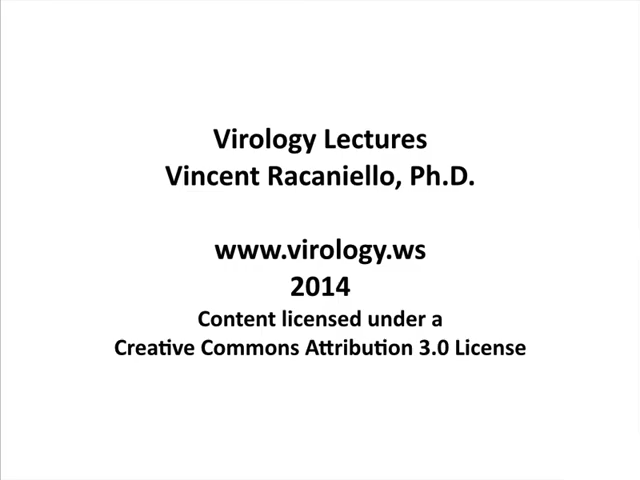 Virology Lectures
Vincent Racaniello, Ph.D.
www.virology.ws
2014
Content licensed under a
Creative Commons Attribution 3.0 License